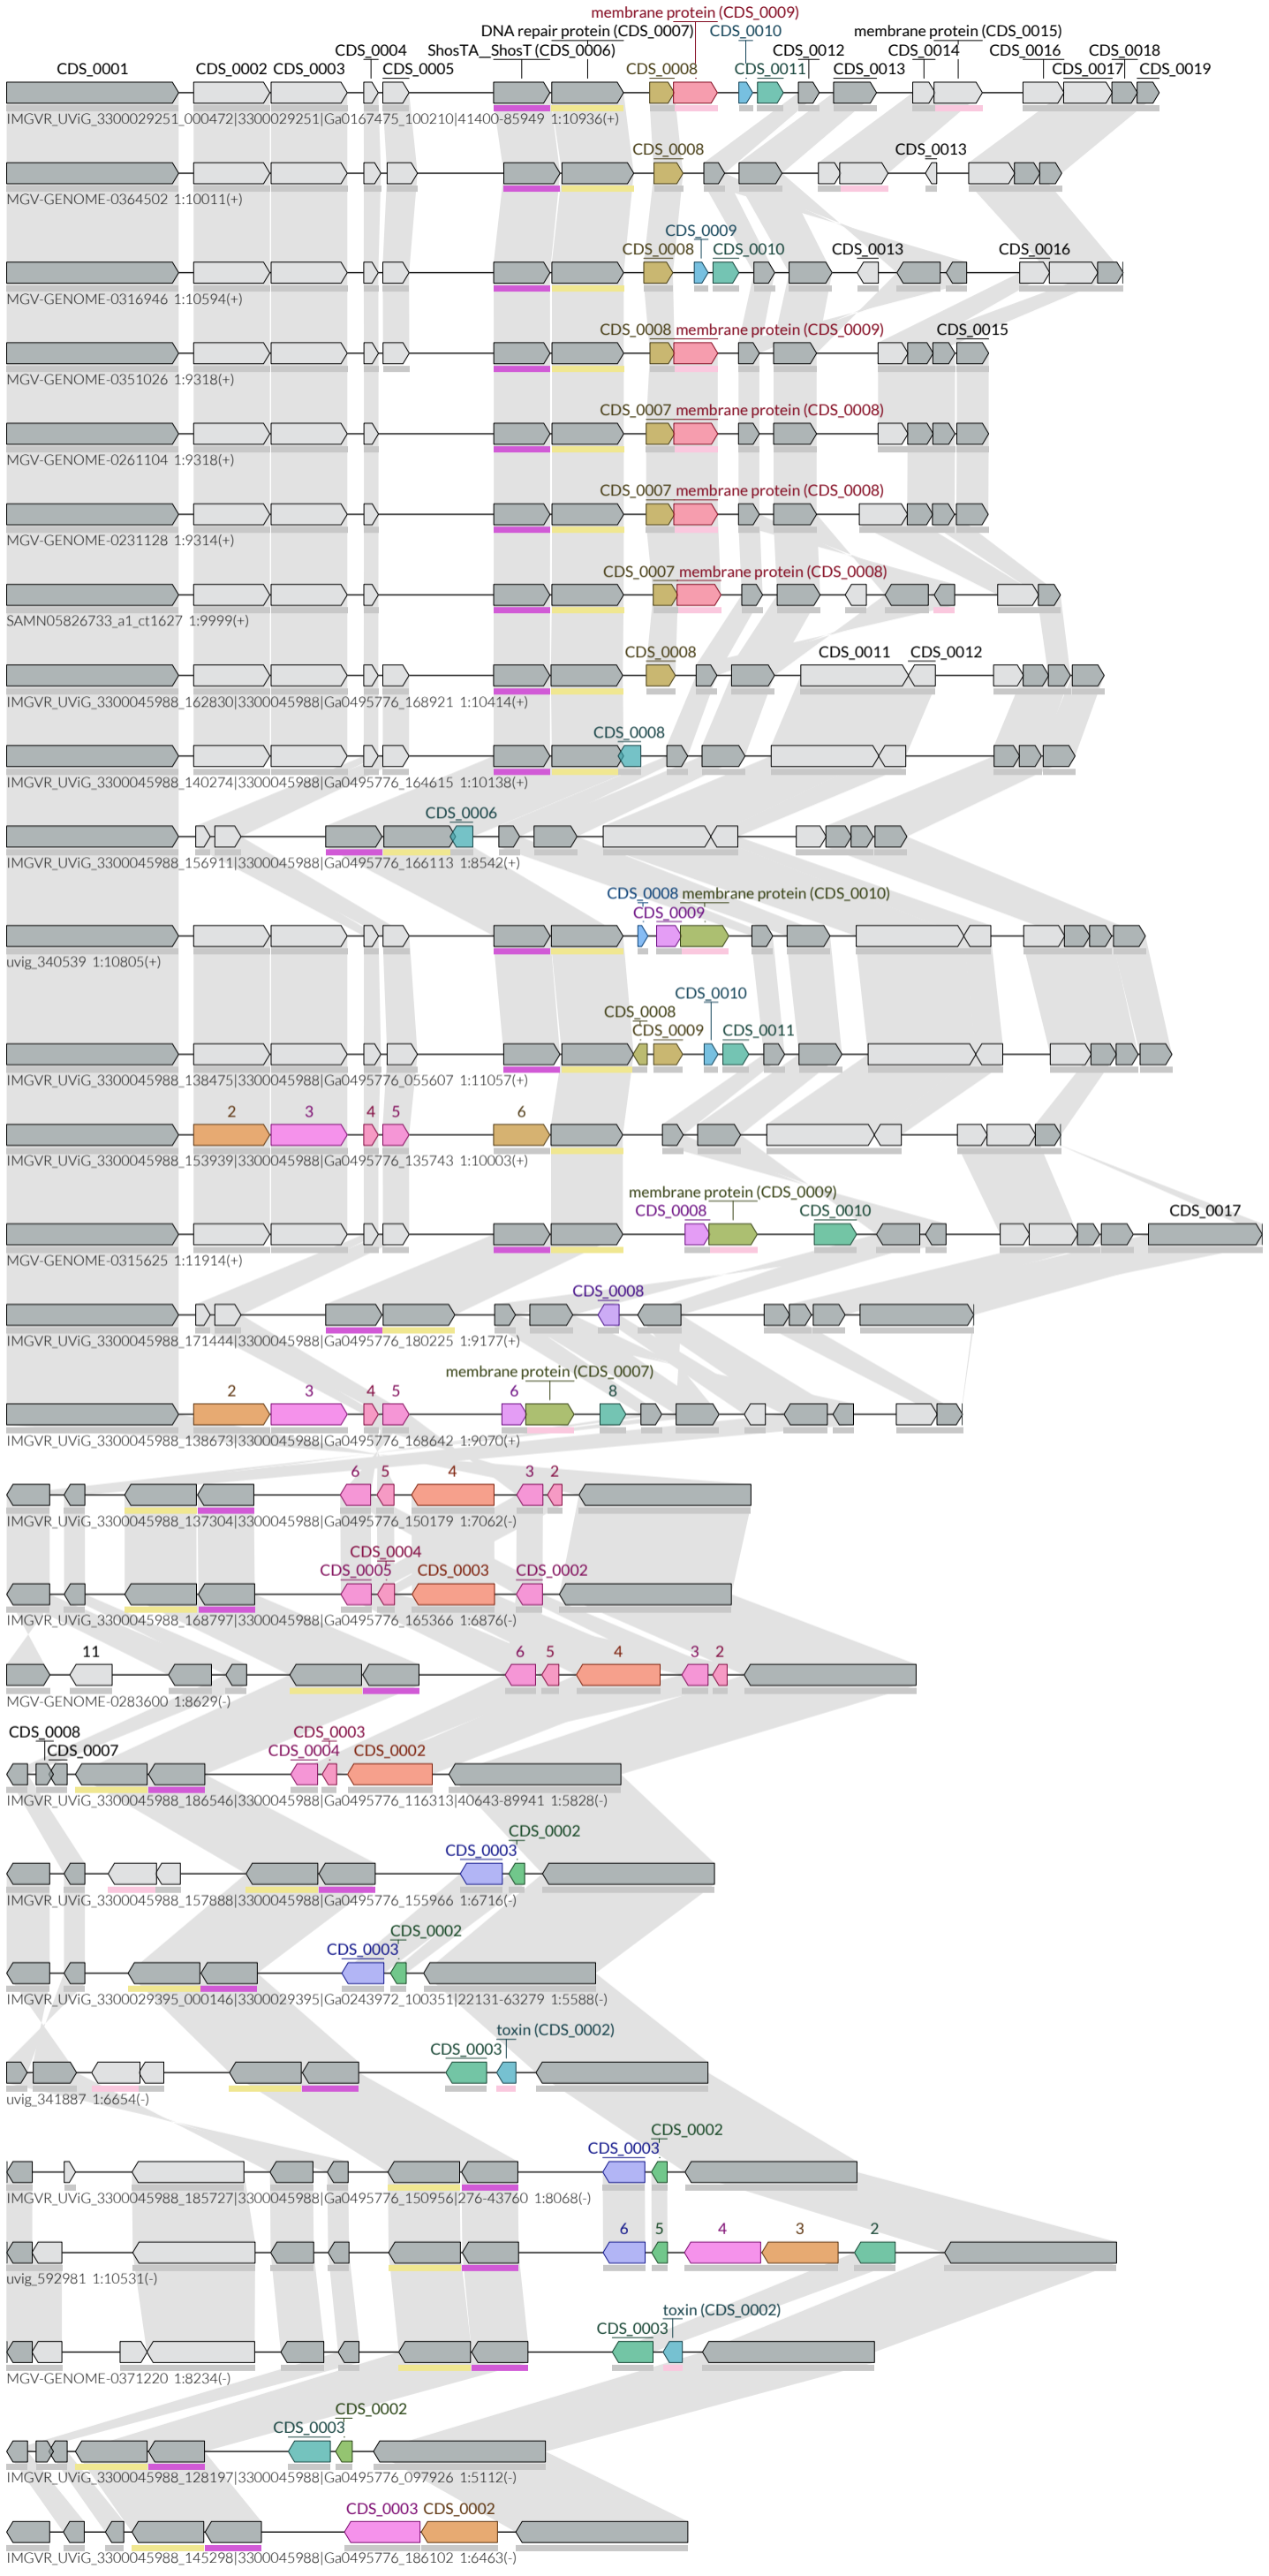 membrane protein (CDS_0009)
DNA repair protein (CDS_0007) CDS_0010 membrane protein (CDS_0015)
CDS_0004 ShosTA__ShosT (CDS_0006) CDS_0012 CDS_0014 CDS_0016 CDS_0018
CDS_0001 CDS_0002 CDS_0003 CDS_0005 CDS_0008 CDS_0011 CDS_0013 CDS_0017 CDS_0019
IMGVR_UViG_3300029251_000472|3300029251|Ga0167475_100210|41400-85949 1:10936(+)
CDS_0008 CDS_0013
MGV-GENOME-0364502 1:10011(+)
CDS_0009
CDS_0008 CDS_0010 CDS_0013 CDS_0016
MGV-GENOME-0316946 1:10594(+)
CDS_0008 membrane protein (CDS_0009) CDS_0015
MGV-GENOME-0351026 1:9318(+)
CDS_0007 membrane protein (CDS_0008)
MGV-GENOME-0261104 1:9318(+)
CDS_0007 membrane protein (CDS_0008)
MGV-GENOME-0231128 1:9314(+)
CDS_0007 membrane protein (CDS_0008)
SAMN05826733_a1_ct1627 1:9999(+)
CDS_0008 CDS_0011 CDS_0012
IMGVR_UViG_3300045988_162830|3300045988|Ga0495776_168921 1:10414(+)
CDS_0008
IMGVR_UViG_3300045988_140274|3300045988|Ga0495776_164615 1:10138(+)
CDS_0006
IMGVR_UViG_3300045988_156911|3300045988|Ga0495776_166113 1:8542(+)
CDS_0008 membrane protein (CDS_0010)
CDS_0009
uvig_340539 1:10805(+)
CDS_0010
CDS_0008
CDS_0009 CDS_0011
IMGVR_UViG_3300045988_138475|3300045988|Ga0495776_055607 1:11057(+)
2 3 4 5 6
IMGVR_UViG_3300045988_153939|3300045988|Ga0495776_135743 1:10003(+)
membrane protein (CDS_0009)
CDS_0008 CDS_0010 CDS_0017
MGV-GENOME-0315625 1:11914(+)
CDS_0008
IMGVR_UViG_3300045988_171444|3300045988|Ga0495776_180225 1:9177(+)
membrane protein (CDS_0007)
2 3 4 5 6 8
IMGVR_UViG_3300045988_138673|3300045988|Ga0495776_168642 1:9070(+)
6 5 4 3 2
IMGVR_UViG_3300045988_137304|3300045988|Ga0495776_150179 1:7062(-)
CDS_0004
CDS_0005 CDS_0003 CDS_0002
IMGVR_UViG_3300045988_168797|3300045988|Ga0495776_165366 1:6876(-)
11 6 5 4 3 2
MGV-GENOME-0283600 1:8629(-)
CDS_0008 CDS_0003
CDS_0007 CDS_0004 CDS_0002
IMGVR_UViG_3300045988_186546|3300045988|Ga0495776_116313|40643-89941 1:5828(-)
CDS_0002
CDS_0003
IMGVR_UViG_3300045988_157888|3300045988|Ga0495776_155966 1:6716(-)
CDS_0002
CDS_0003
IMGVR_UViG_3300029395_000146|3300029395|Ga0243972_100351|22131-63279 1:5588(-)
toxin (CDS_0002)
CDS_0003
uvig_341887 1:6654(-)
CDS_0002
CDS_0003
IMGVR_UViG_3300045988_185727|3300045988|Ga0495776_150956|276-43760 1:8068(-)
6 5 4 3 2
uvig_592981 1:10531(-)
toxin (CDS_0002)
CDS_0003
MGV-GENOME-0371220 1:8234(-)
CDS_0002
CDS_0003
IMGVR_UViG_3300045988_128197|3300045988|Ga0495776_097926 1:5112(-)
CDS_0003 CDS_0002
IMGVR_UViG_3300045988_145298|3300045988|Ga0495776_186102 1:6463(-)